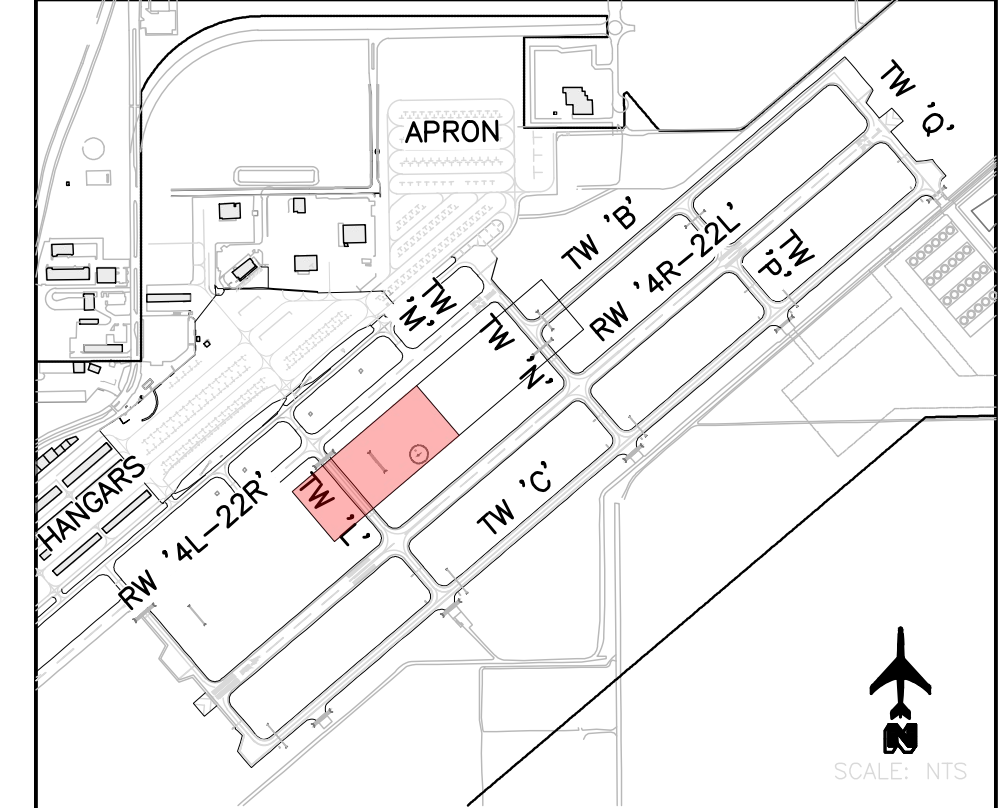 TW 'Q'
APRON
TW 'B'
RW '4R-22L'
TW
'P'
TW
'M'
TW 'N'
HANGARS
RW '4L-22R'
TW 'L'
TW 'C'
N
SCALE: NTS